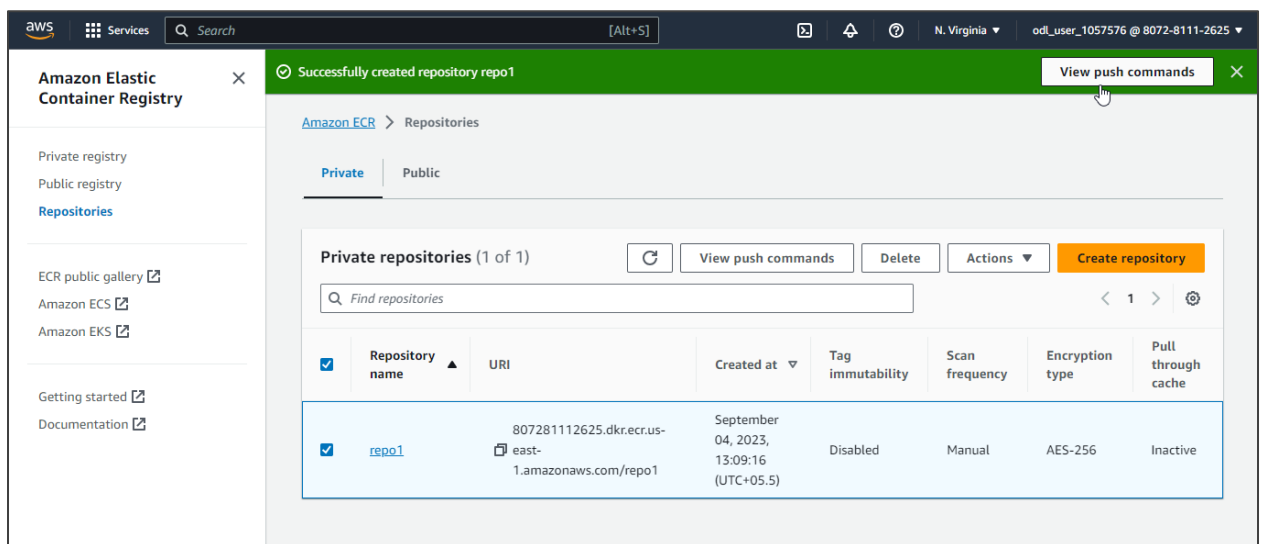 aws Services Search [Alt+S] N. Virginia ▼ odl_user_1057576 @ 8072-8111-2625 ▼
Amazon Elastic
Container Registry
Private registry
Public registry
Repositories
ECR public gallery
Amazon ECS
Amazon EKS
Getting started
Documentation
Successfully created repository repo1 View push commands
Amazon ECR > Repositories
Private Public
Private repositories (1 of 1) View push commands Delete Actions ▼ Create repository
Find repositories < 1 >
Repository
name ▲
URI
Created at
Tag
immutability
Scan
frequency
Encryption
type
Pull
through
cache
repo1
807281112625.dkr.ecr.us-
east-
1.amazonaws.com/repo1
September
04, 2023,
13:09:16
(UTC+05.5)
Disabled
Manual
AES-256
Inactive